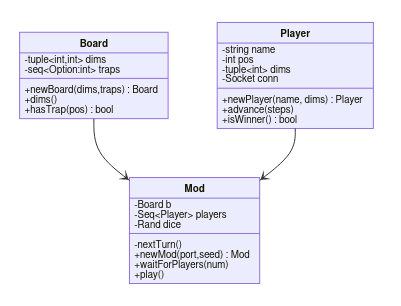 Board
-tuple<int,int> dims
-seq<Option:int> traps
+newBoard(dims,traps) : Board
+dims()
+hasTrap(pos) : bool
Player
-string name
-int pos
-tuple<int> dims
-Socket conn
+newPlayer(name, dims) : Player
+advance(steps)
+isWinner() : bool
Mod
-Board b
-Seq<Player> players
-Rand dice
-nextTurn()
+newMod(port,seed) : Mod
+waitForPlayers(num)
+play()